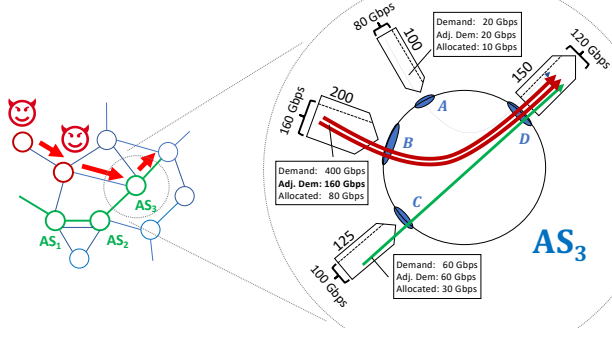 80 Gbps
100
Demand: 20 Gbps
Adj. Dem: 20 Gbps
Allocated: 10 Gbps
150
120 Gbps
200
160 Gbps
A
B
D
Demand: 400 Gbps
Adj. Dem: 160 Gbps
Allocated: 80 Gbps
C
125
100 Gbps
Demand: 60 Gbps
Adj. Dem: 60 Gbps
Allocated: 30 Gbps
AS3
AS3
AS1
AS2